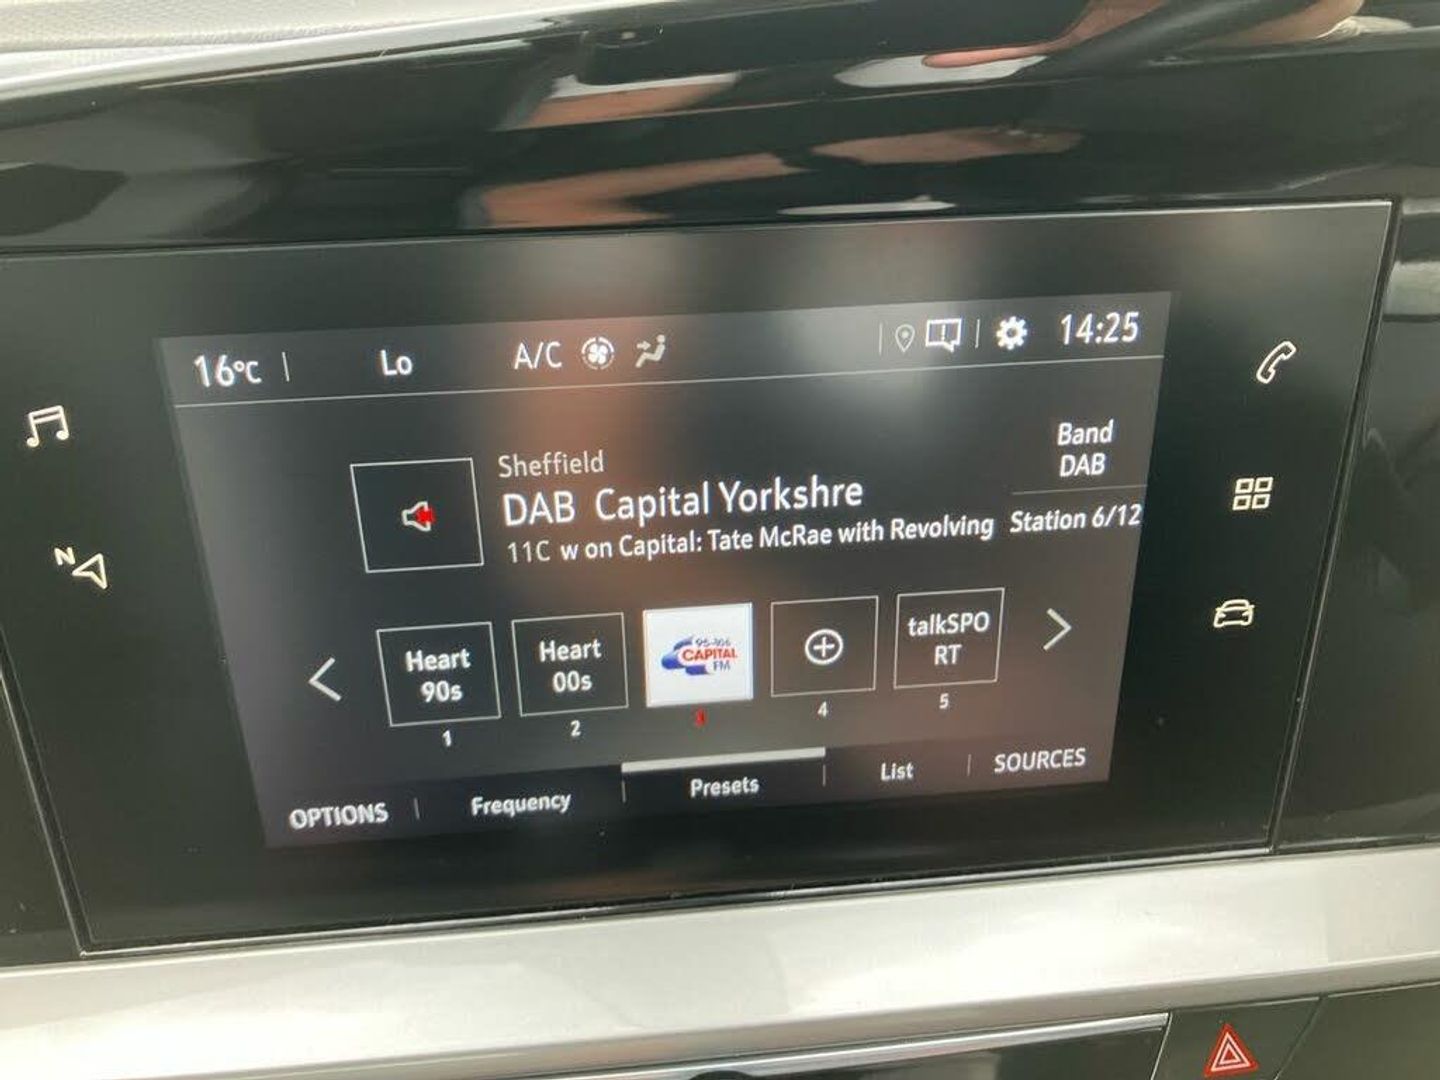 16°C Lo A/C 14:25
N
Sheffield
DAB Capital Yorkshre
11C w on Capital: Tate McRae with Revolving
Band
DAB
Station 6/12
Heart
90s
1
Heart
00s
2
95-106
CAPITAL
FM
3
4
talkSPO
RT
5
OPTIONS Frequency Presets List SOURCES